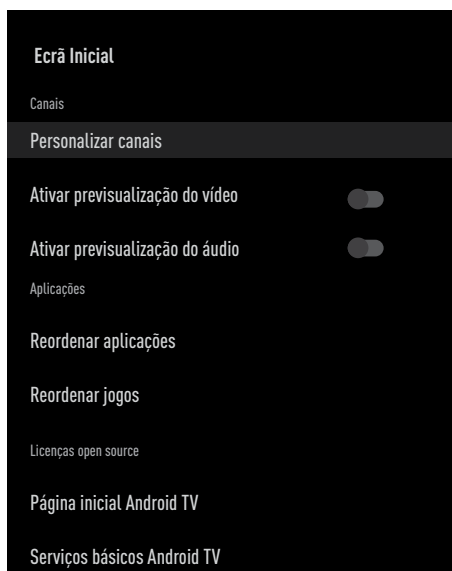 Ecrã Inicial
Canais
Personalizar canais
Ativar previsualização do vídeo
Ativar previsualização do áudio
Aplicações
Reordenar aplicações
Reordenar jogos
Licenças open source
Página inicial Android TV
Serviços básicos Android TV